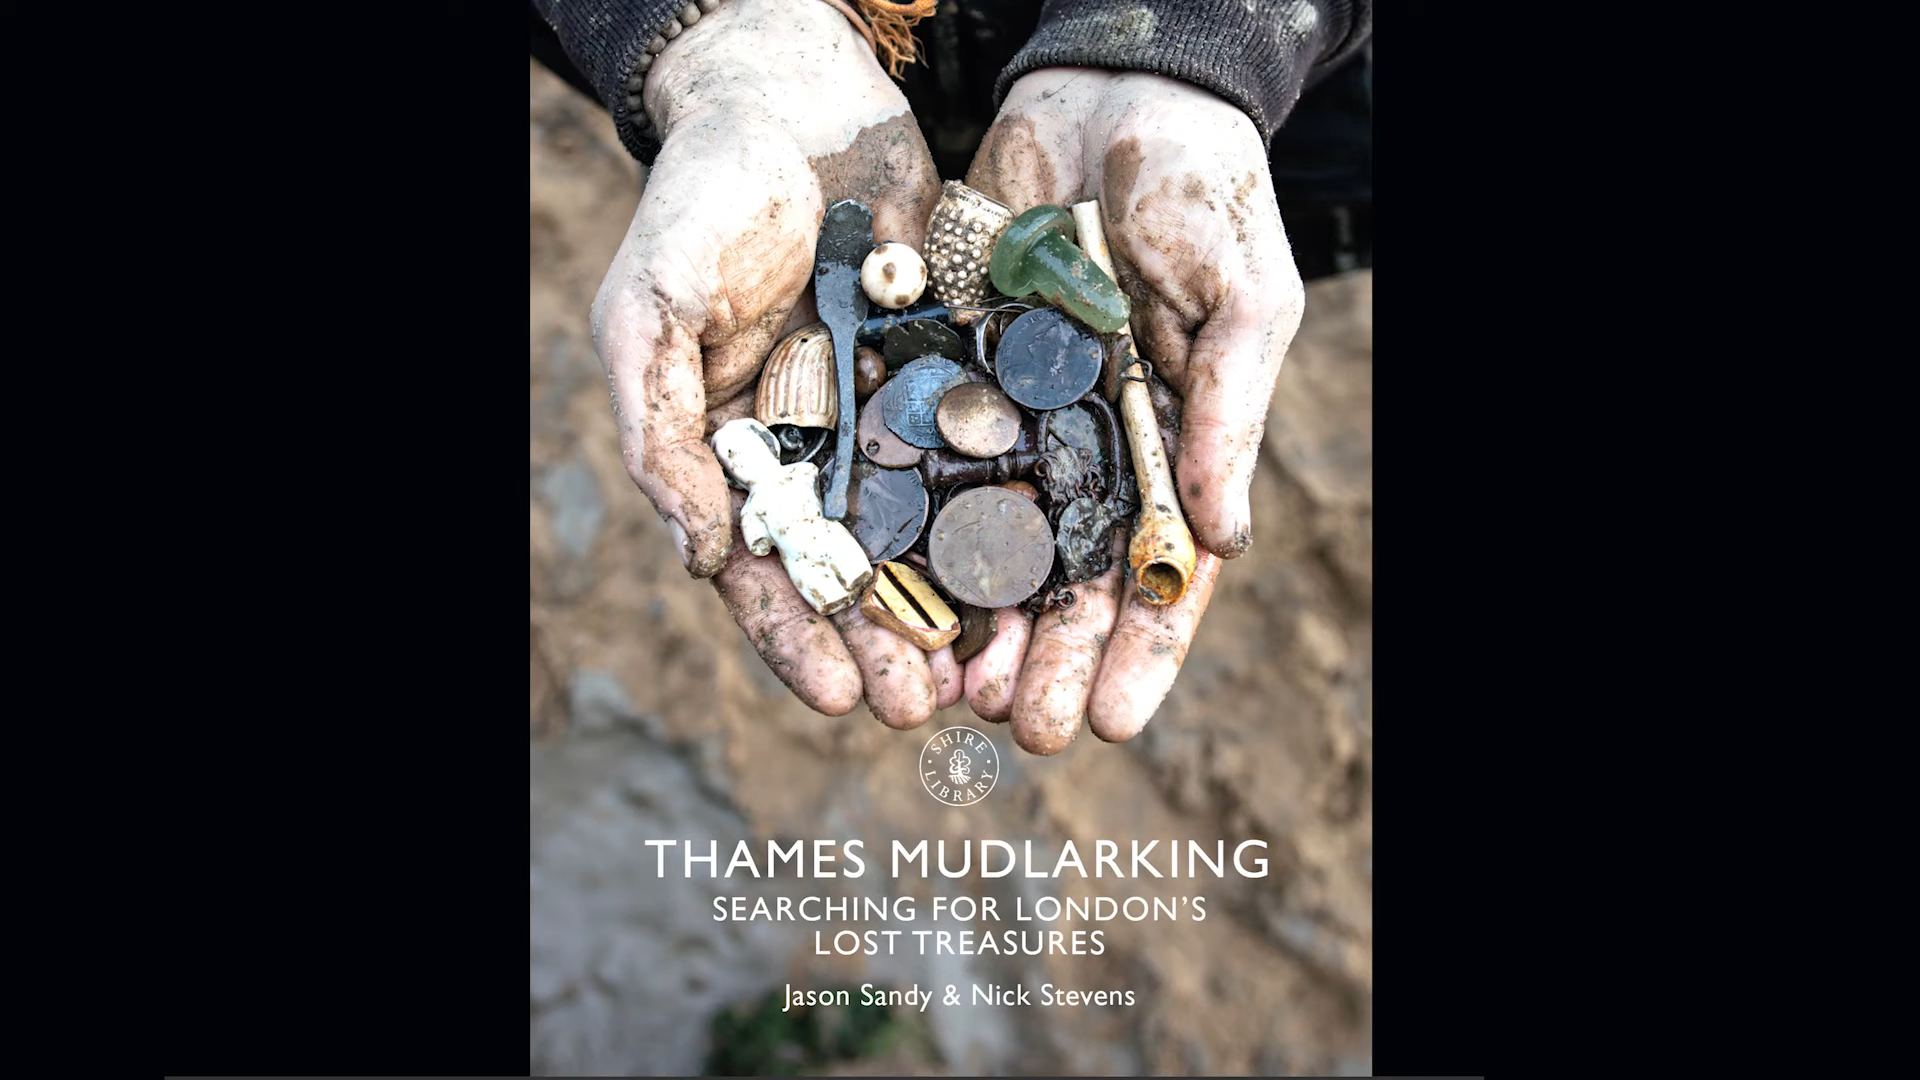 SHIRE LIBRARY
THAMES MUDLARKING
SEARCHING FOR LONDON'S
LOST TREASURES
Jason Sandy & Nick Stevens